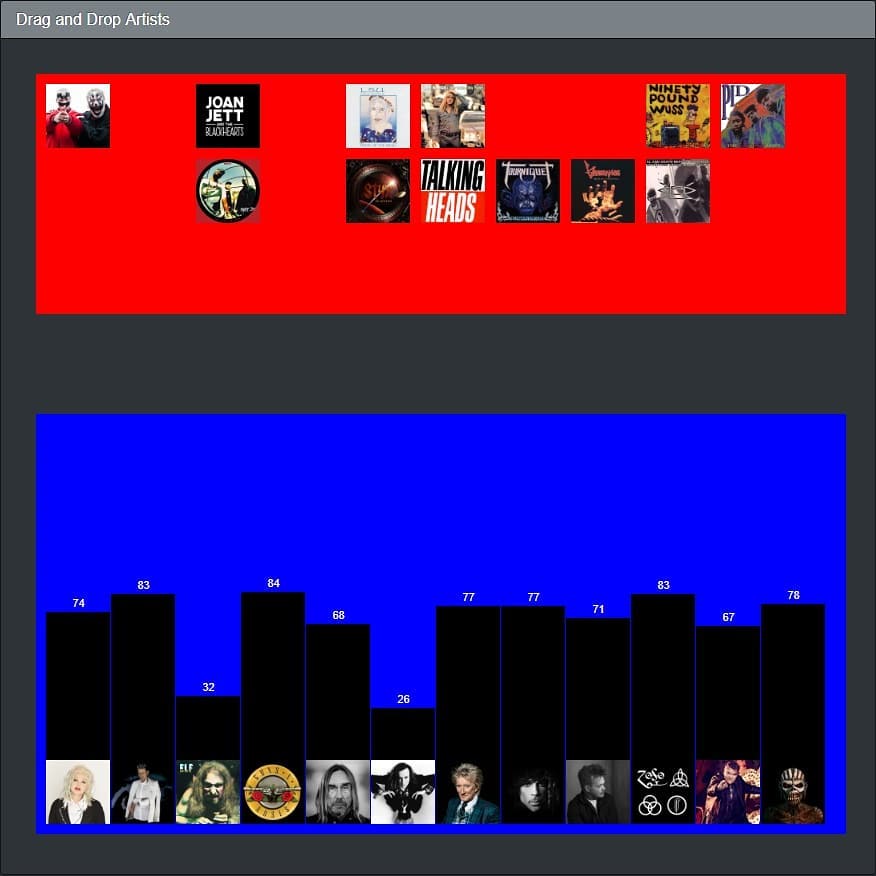 Drag and Drop Artists
JOAN
JETT
AND THE
BLACKHEARTS
NINETY
POUND
WUSS
TALKING
HEADS
TOURNIQUET
84
83
83
78
77
77
74
71
68
67
32
26
ELF
GUNS N
ROSES